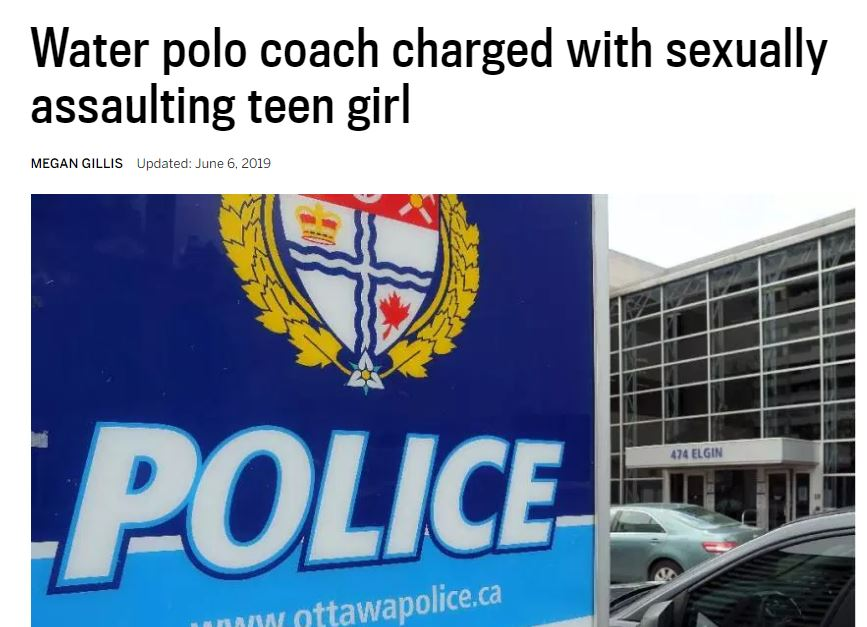 Water polo coach charged with sexually
assaulting teen girl
MEGAN GILLIS Updated: June 6, 2019
474 ELGIN
POLICE
www.ottawapolice.ca